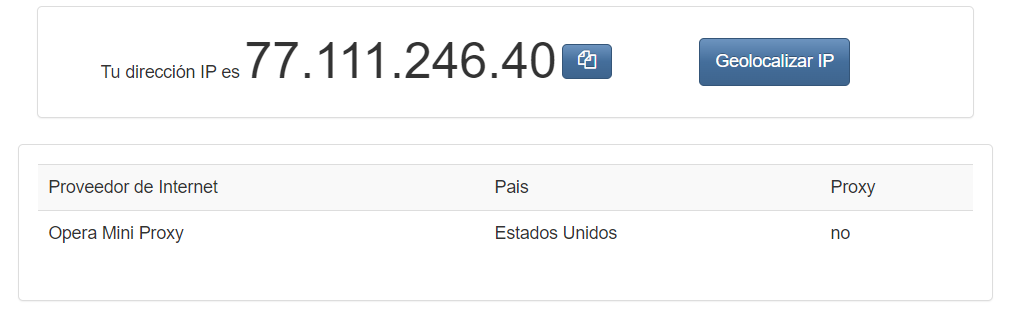 Tu dirección IP es 77.111.246.40 Geolocalizar IP
Proveedor de Internet Pais Proxy
Opera Mini Proxy Estados Unidos no